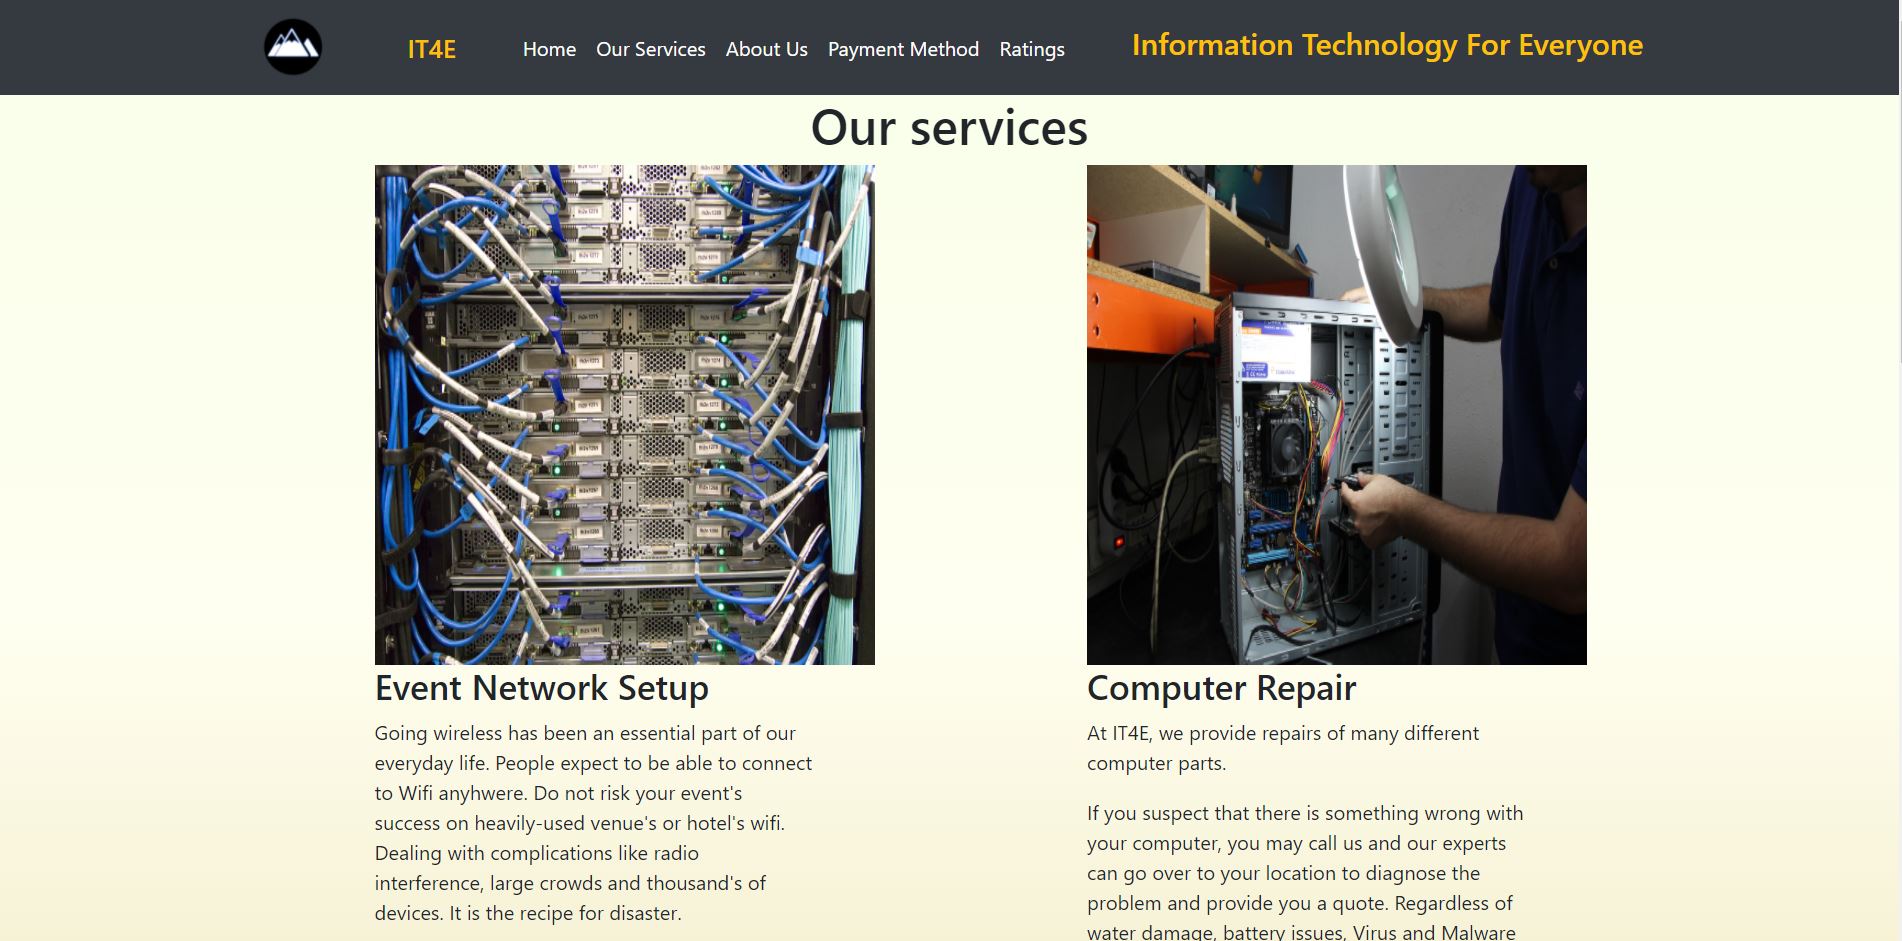 IT4E
Home Our Services About Us Payment Method Ratings
Information Technology For Everyone
Our services
Event Network Setup
Going wireless has been an essential part of our
everyday life. People expect to be able to connect
to Wifi anyhwere. Do not risk your event's
success on heavily-used venue's or hotel's wifi.
Dealing with complications like radio
interference, large crowds and thousand's of
devices. It is the recipe for disaster.
Computer Repair
At IT4E, we provide repairs of many different
computer parts.
If you suspect that there is something wrong with
your computer, you may call us and our experts
can go over to your location to diagnose the
problem and provide you a quote. Regardless of
water damage, battery issues, Virus and Malware